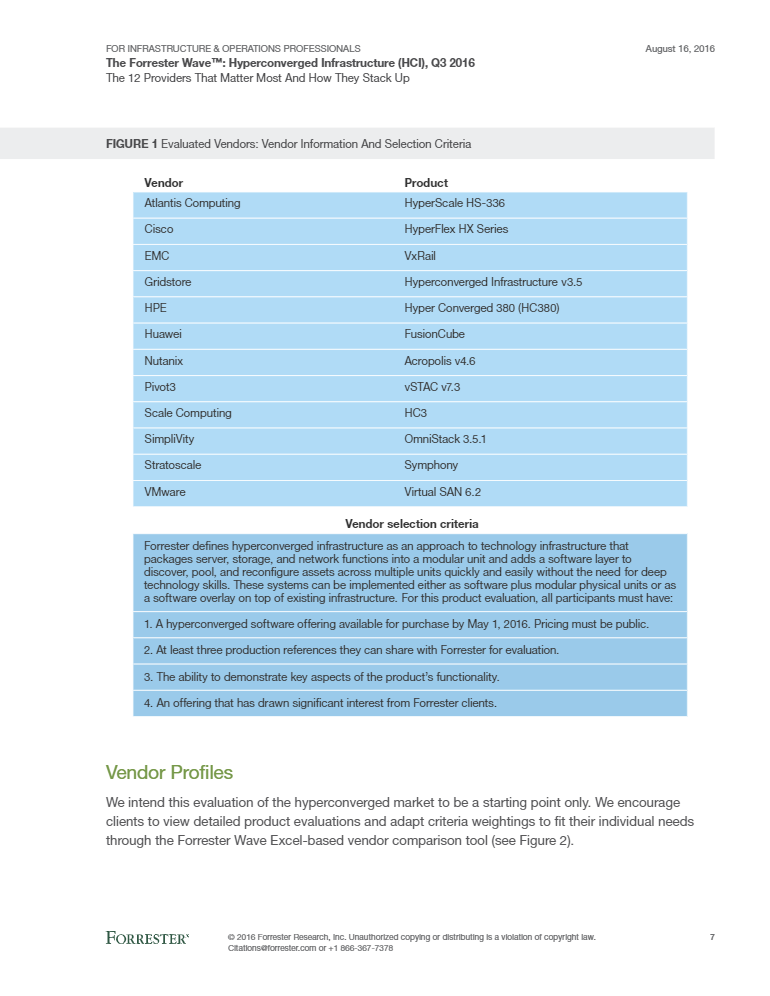 FOR INFRASTRUCTURE & OPERATIONS PROFESSIONALS August 16, 2016
The Forrester Wave™: Hyperconverged Infrastructure (HCI), Q3 2016
The 12 Providers That Matter Most And How They Stack Up
FIGURE 1 Evaluated Vendors: Vendor Information And Selection Criteria
Vendor Product
Atlantis Computing HyperScale HS-336
Cisco HyperFlex HX Series
EMC VxRail
Gridstore Hyperconverged Infrastructure v3.5
HPE Hyper Converged 380 (HC380)
Huawei FusionCube
Nutanix Acropolis v4.6
Pivot3 vSTAC v7.3
Scale Computing HC3
SimpliVity OmniStack 3.5.1
Stratoscale Symphony
VMware Virtual SAN 6.2
Vendor selection criteria
Forrester defines hyperconverged infrastructure as an approach to technology infrastructure that
packages server, storage, and network functions into a modular unit and adds a software layer to
discover, pool, and reconfigure assets across multiple units quickly and easily without the need for deep
technology skills. These systems can be implemented either as software plus modular physical units or as
a software overlay on top of existing infrastructure. For this product evaluation, all participants must have:
1. A hyperconverged software offering available for purchase by May 1, 2016. Pricing must be public.
2. At least three production references they can share with Forrester for evaluation.
3. The ability to demonstrate key aspects of the product's functionality.
4. An offering that has drawn significant interest from Forrester clients.
Vendor Profiles
We intend this evaluation of the hyperconverged market to be a starting point only. We encourage
clients to view detailed product evaluations and adapt criteria weightings to fit their individual needs
through the Forrester Wave Excel-based vendor comparison tool (see Figure 2).
FORRESTER © 2016 Forrester Research, Inc. Unauthorized copying or distributing is a violation of copyright law. 7
Citations@forrester.com or +1 866-367-7378